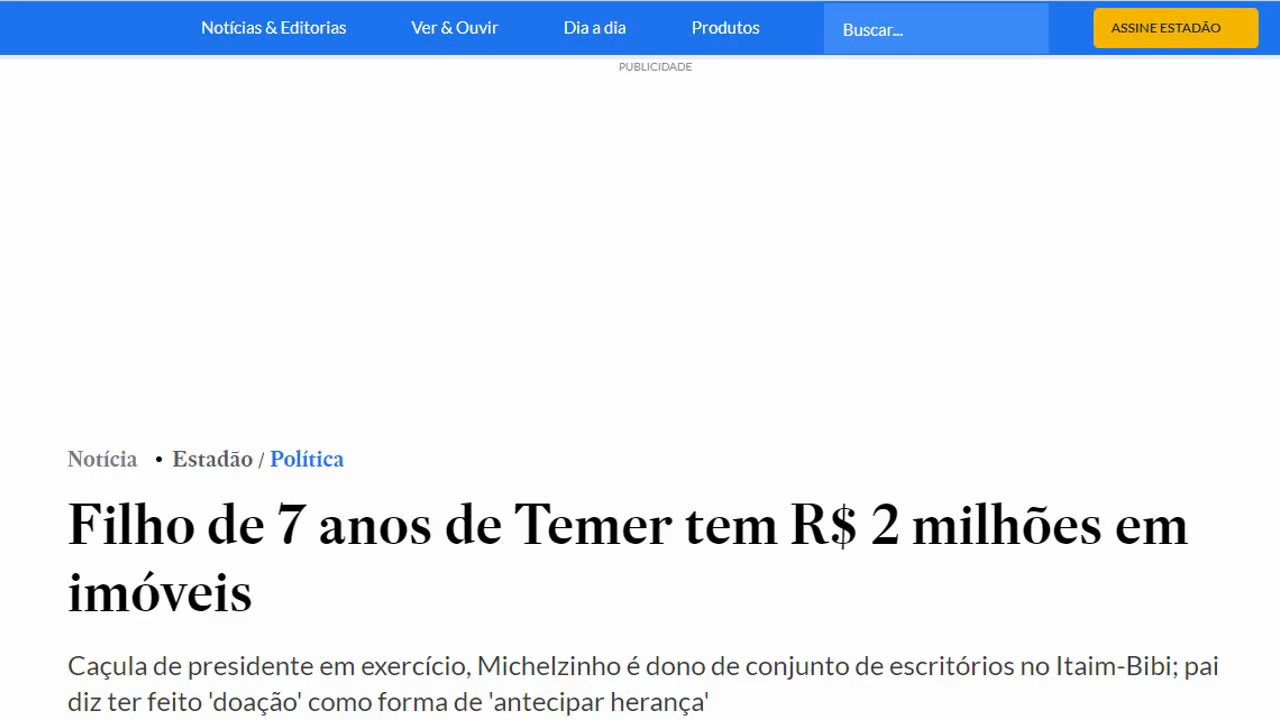 Notícias & Editorias Ver & Ouvir Dia a dia Produtos Buscar... ASSINE ESTADÃO
PUBLICIDADE
Notícia • Estadão / Política
Filho de 7 anos de Temer tem R$ 2 milhões em
imóveis
Caçula de presidente em exercício, Michelzinho é dono de conjunto de escritórios no Itaim-Bibi; pai
diz ter feito 'doação' como forma de 'antecipar herança'